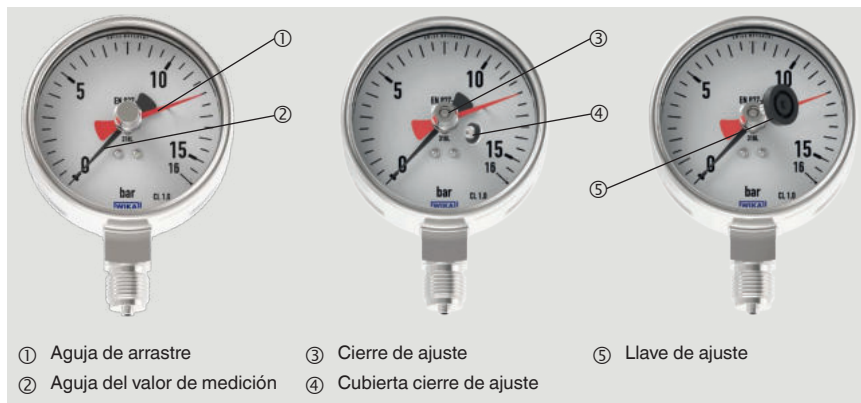 5
10
EN 837
0
15
16
bar
CL 1.0
WIKA
①
②
5
10
0
15
16
bar
CL 1.0
WIKA
③
④
5
10
0
15
16
bar
CL 1.0
WIKA
⑤
① Aguja de arrastre
② Aguja del valor de medición
③ Cierre de ajuste
④ Cubierta cierre de ajuste
⑤ Llave de ajuste